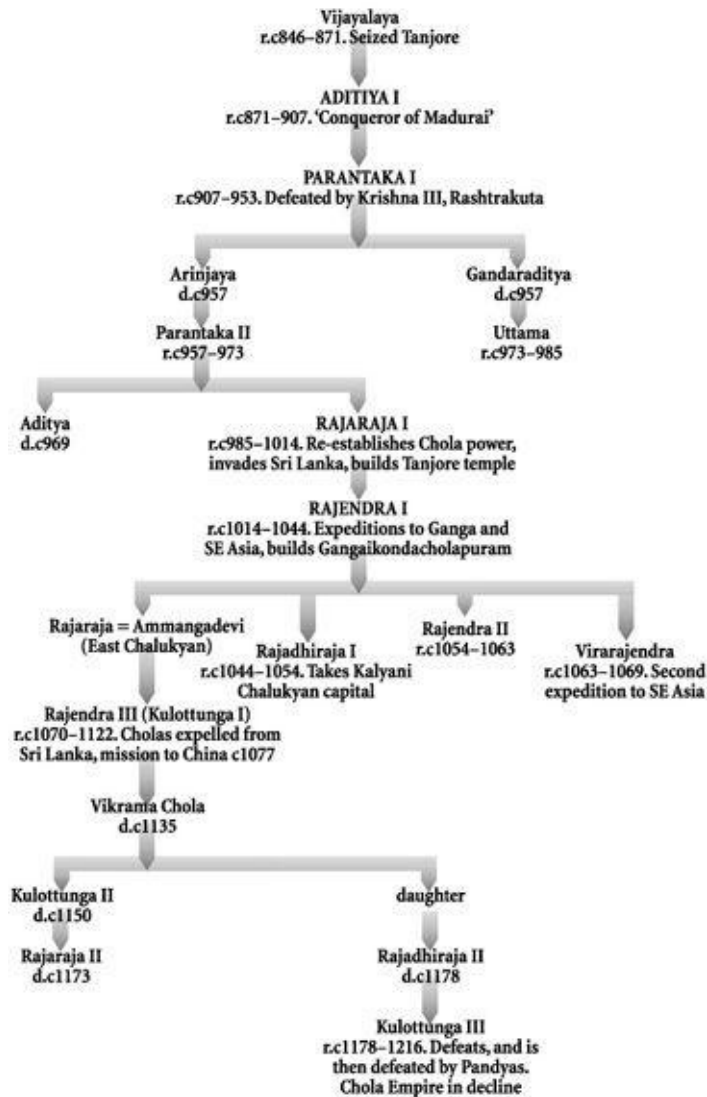 Vijayalaya
r.c846–871. Seized Tanjore
ADITIYA I
r.c871–907. ‘Conqueror of Madurai’
PARANTAKA I
r.c907–953. Defeated by Krishna III, Rashtrakuta
Arinjaya
d.c957
Gandaraditya
d.c957
Parantaka II
r.c957–973
Uttama
r.c973–985
Aditya
d.c969
RAJARAJA I
r.c985–1014. Re-establishes Chola power,
invades Sri Lanka, builds Tanjore temple
RAJENDRA I
r.c1014–1044. Expeditions to Ganga and
SE Asia, builds Gangaikondacholapuram
Rajaraja = Ammangadevi
(East Chalukyan)
Rajadhiraja I
r.c1044–1054. Takes Kalyani
Chalukyan capital
Rajendra II
r.c1054–1063
Virarajendra
r.c1063–1069. Second
expedition to SE Asia
Rajendra III (Kulottunga I)
r.c1070–1122. Cholas expelled from
Sri Lanka, mission to China c1077
Vikrama Chola
d.c1135
Kulottunga II
d.c1150
daughter
Rajaraja II
d.c1173
Rajadhiraja II
d.c1178
Kulottunga III
r.c1178–1216. Defeats, and is
then defeated by Pandyas.
Chola Empire in decline